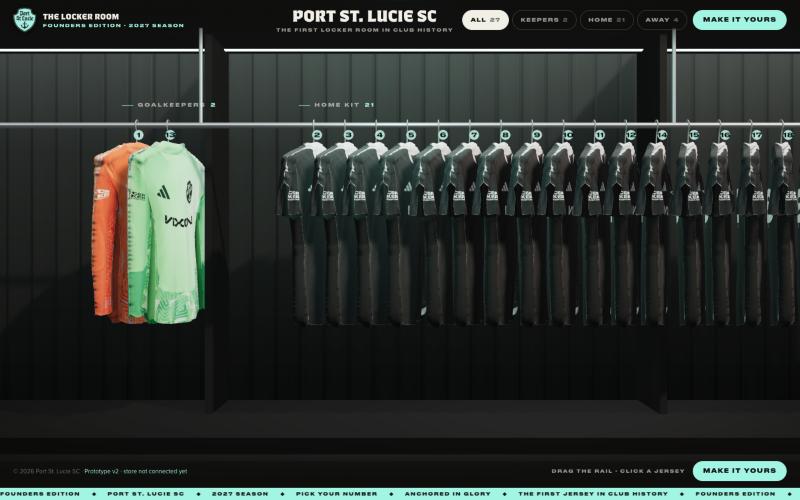 Port St. Lucie
THE LOCKER ROOM
FOUNDERS EDITION · 2027 SEASON
PORT ST. LUCIE SC
THE FIRST LOCKER ROOM IN CLUB HISTORY
ALL 27
KEEPERS 2
HOME 21
AWAY 4
MAKE IT YOURS
GOALKEEPERS 2
HOME KIT 21
1 13 2 3 4 5 6 7 8 9 10 11 12 14 15 16 17 18
VIXIN
© 2026 Port St. Lucie SC · Prototype v2 · store not connected yet
DRAG THE RAIL · CLICK A JERSEY
MAKE IT YOURS
FOUNDERS EDITION ◆ PORT ST. LUCIE SC ◆ 2027 SEASON ◆ PICK YOUR NUMBER ◆ ANCHORED IN GLORY ◆ THE FIRST JERSEY IN CLUB HISTORY ◆ FOUNDERS EDITION ◆